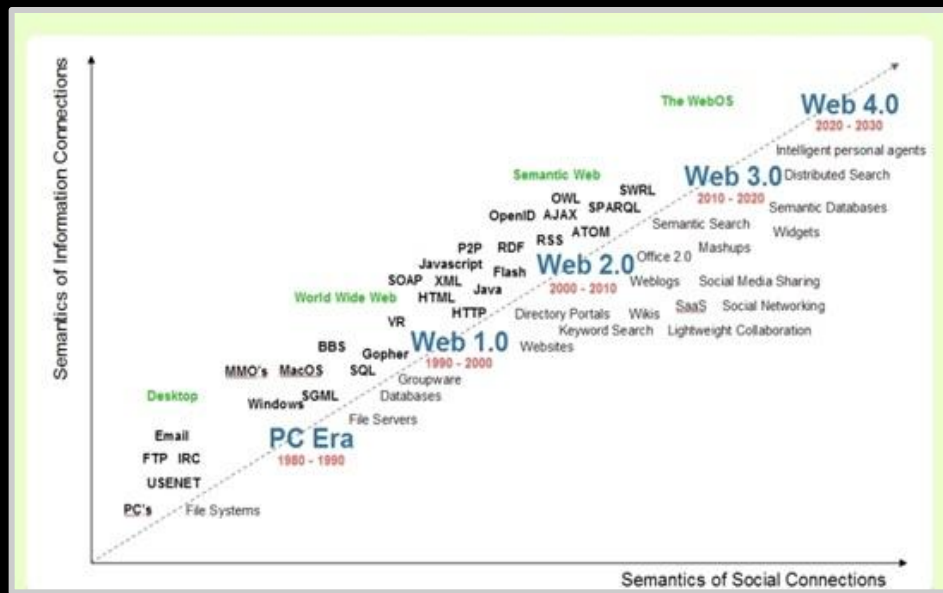 Semantics of Information Connections
The WebOS
Web 4.0
2020 - 2030
Intelligent personal agents
Semantic Web
SWRL
Web 3.0
Distributed Search
2010 - 2020
OWL
SPARQL
Semantic Databases
OpenID
AJAX
Semantic Search
Widgets
ATOM
P2P
RDF
RSS
Mashups
Javascript
Flash
Web 2.0
Office 2.0
2000 - 2010
SOAP
XML
Java
Weblogs
Social Media Sharing
World Wide Web
HTML
HTTP
Directory Portals
Wikis
SaaS
Social Networking
VR
Keyword Search
Lightweight Collaboration
BBS
Gopher
Web 1.0
Websites
1990 - 2000
MMO's
MacOS
SQL
Groupware
Desktop
Windows
SGML
Databases
File Servers
Email
PC Era
1980 - 1990
FTP
IRC
USENET
PC's
File Systems
Semantics of Social Connections